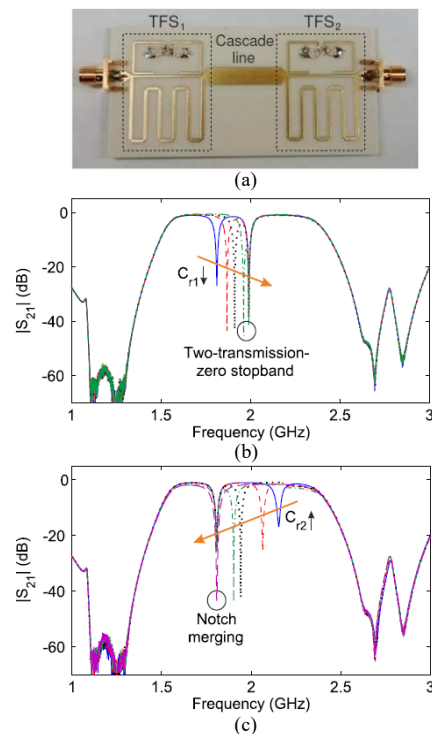 TFS1
TFS2
Cascade
line
(a)
0
-20
-40
-60
|S21| (dB)
Cr1 ↓
Two-transmission-
zero stopband
1
1.5
2
2.5
3
Frequency (GHz)
(b)
0
-20
-40
-60
|S21| (dB)
Cr2 ↑
Notch
merging
1
1.5
2
2.5
3
Frequency (GHz)
(c)